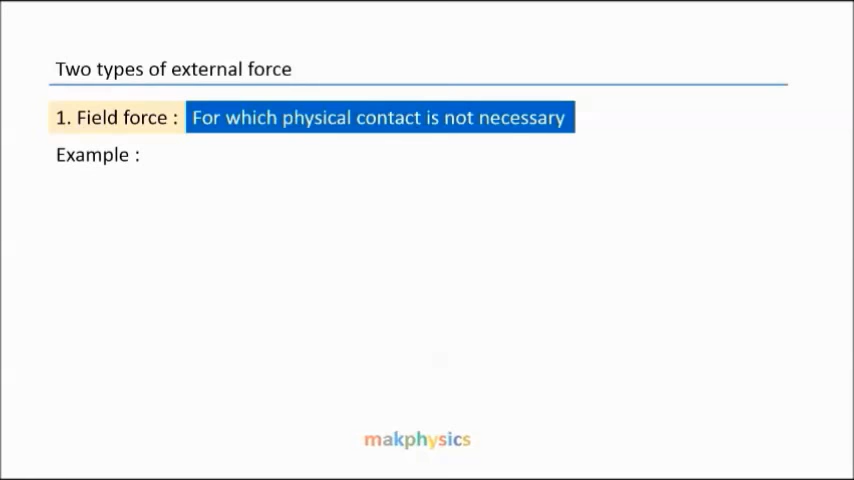 Two types of external force
1. Field force : For which physical contact is not necessary
Example :
makphysics